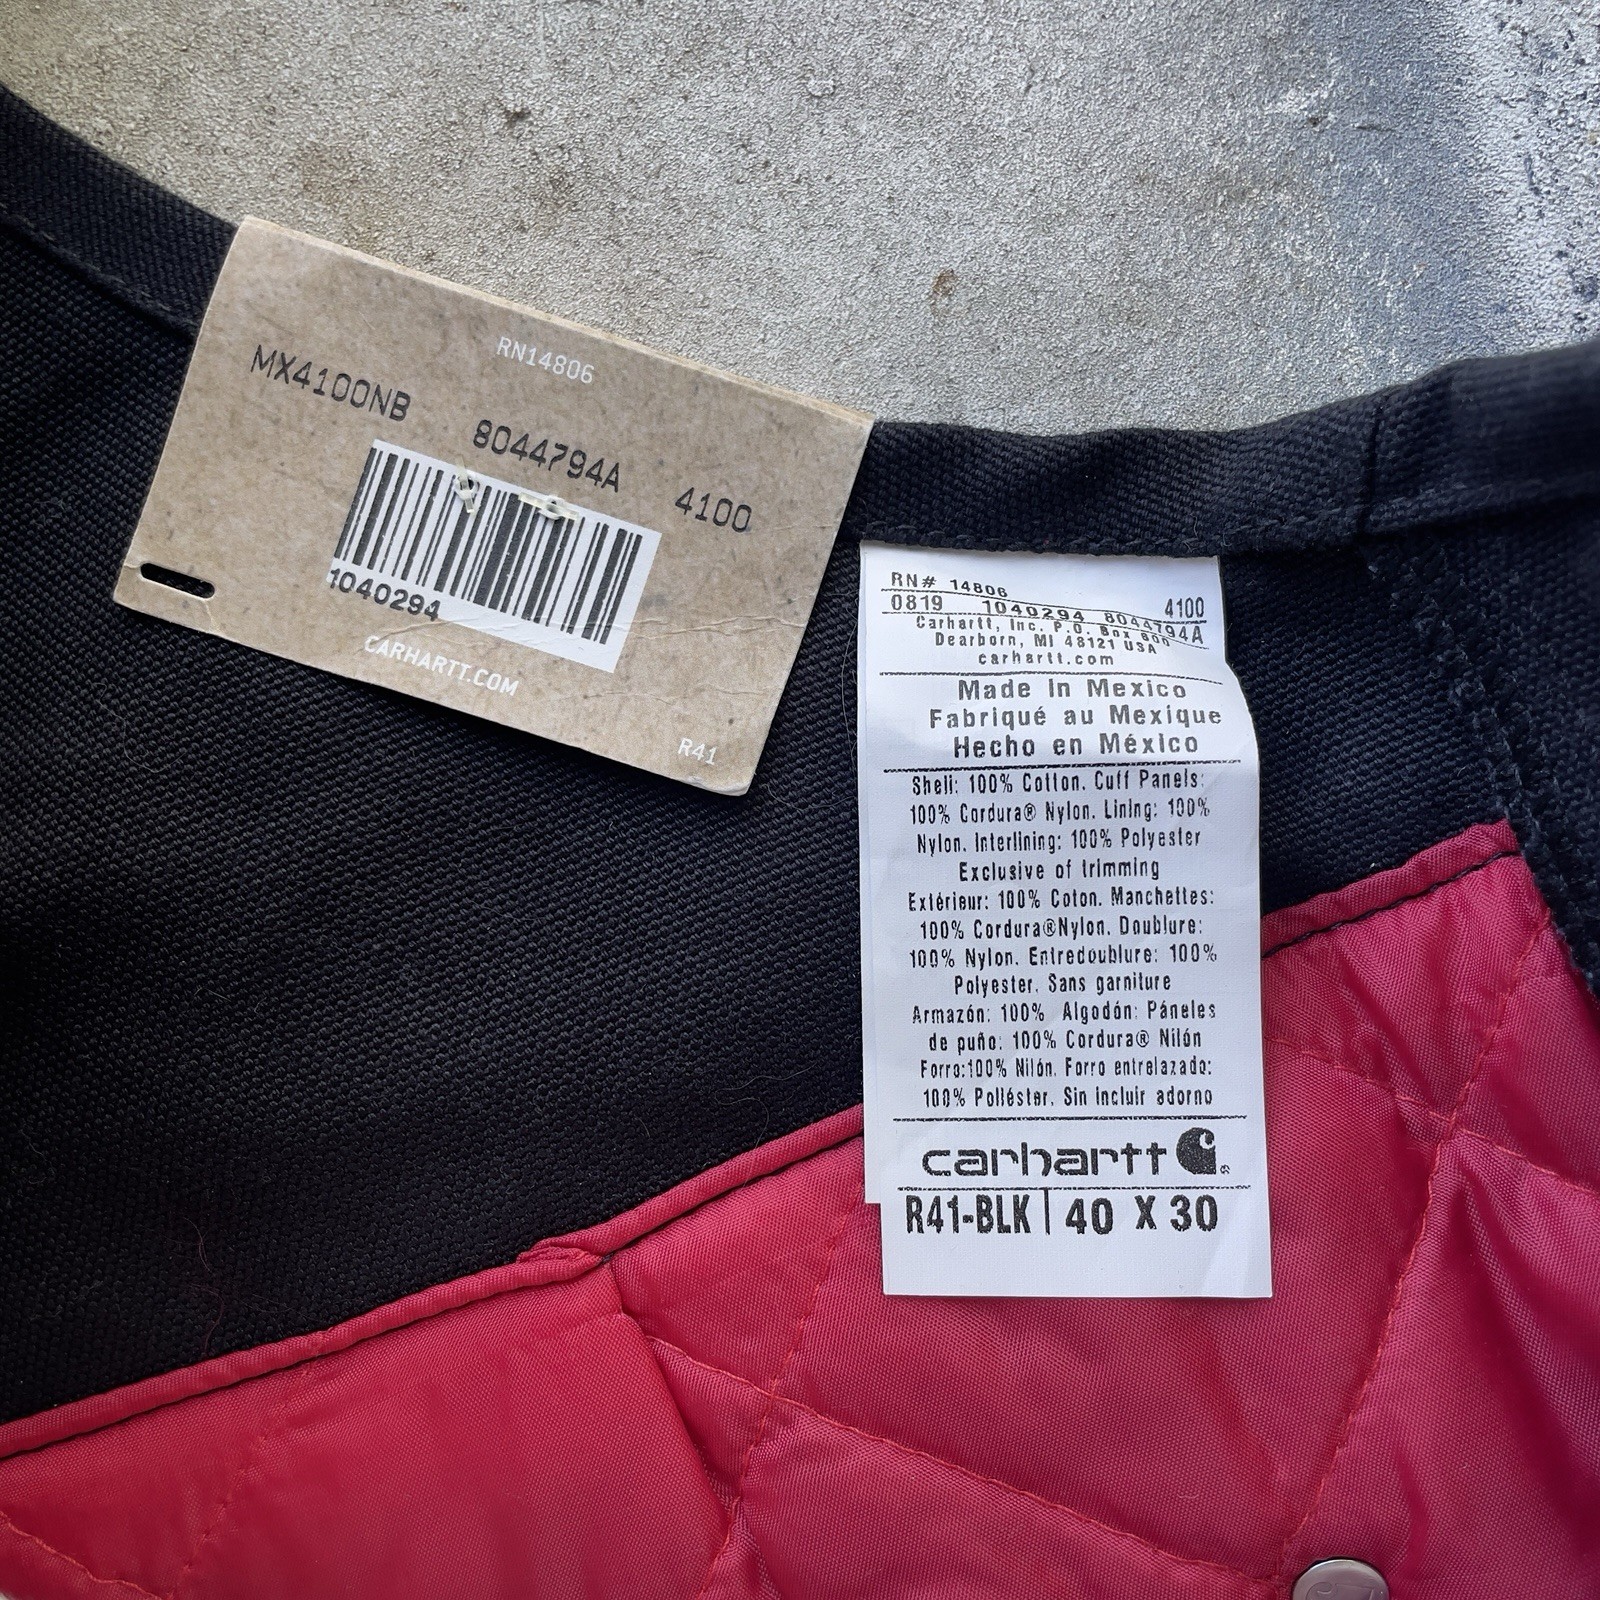 RN14806
MX4100NB 8044794A 4100
1040294
CARHARTT.COM
R41
RN# 14806
0819 1040294 8044794A 4100
Carhartt, Inc. P.O. Box 600
Dearborn, MI 48121 USA
carhartt.com
Made In Mexico
Fabriqué au Mexique
Hecho en México
Shell: 100% Cotton. Cuff Panels:
100% Cordura® Nylon. Lining: 100%
Nylon. Interlining: 100% Polyester
Exclusive of trimming
Extérieur: 100% Coton. Manchettes:
100% Cordura®Nylon. Doublure:
100% Nylon. Entredoublure: 100%
Polyester. Sans garniture
Armazón: 100% Algodón: Páneles
de puño: 100% Cordura® Nilón
Forro:100% Nilón. Forro entrelazado:
100% Poliéster. Sin incluir adorno
carhartt
R41-BLK | 40 X 30